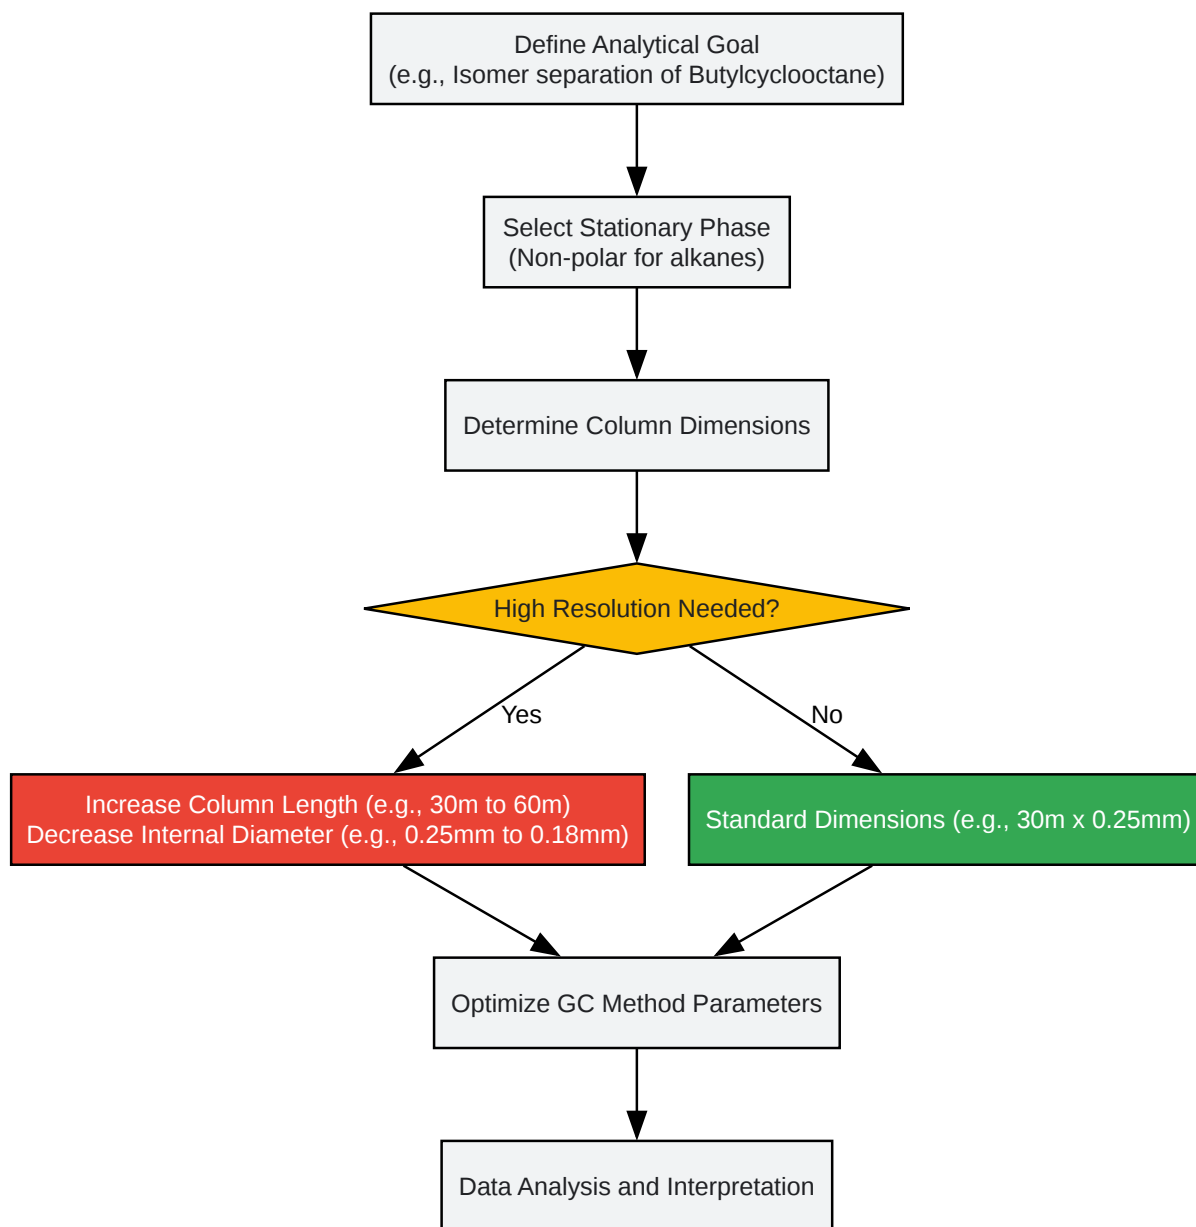 Define Analytical Goal
(e.g., Isomer separation of Butylcyclooctane)
Select Stationary Phase
(Non-polar for alkanes)
Determine Column Dimensions
High Resolution Needed?
Yes
No
Increase Column Length (e.g., 30m to 60m)
Decrease Internal Diameter (e.g., 0.25mm to 0.18mm)
Standard Dimensions (e.g., 30m x 0.25mm)
Optimize GC Method Parameters
Data Analysis and Interpretation